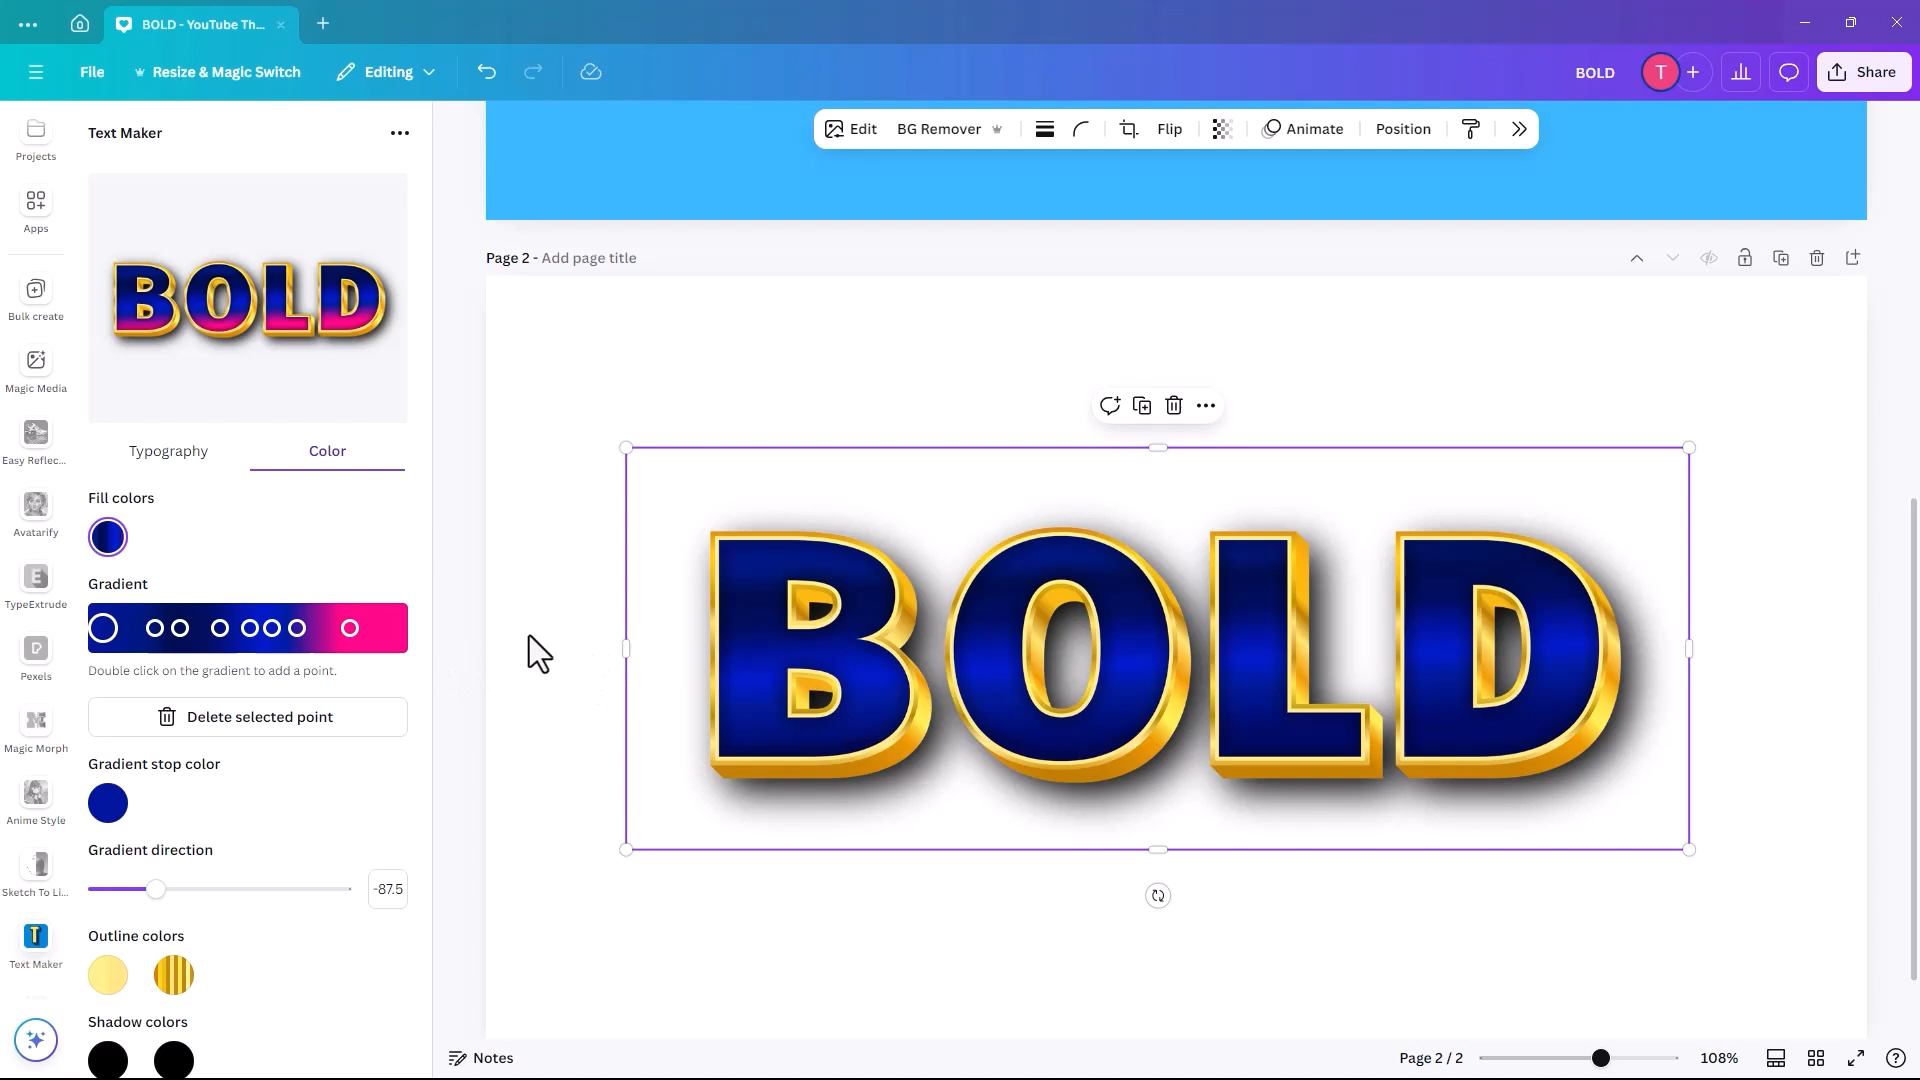 BOLD - YouTube Th...
File
Resize & Magic Switch
Editing
BOLD
T
Share
Projects
Apps
Bulk create
Magic Media
Easy Reflec...
Avatarify
TypeExtrude
Pexels
Magic Morph
Anime Style
Sketch To Li...
Text Maker
Text Maker
BOLD
Typography
Color
Fill colors
Gradient
Double click on the gradient to add a point.
Delete selected point
Gradient stop color
Gradient direction
-87.5
Outline colors
Shadow colors
Edit
BG Remover
Flip
Animate
Position
Page 2 - Add page title
BOLD
Notes
Page 2 / 2
108%